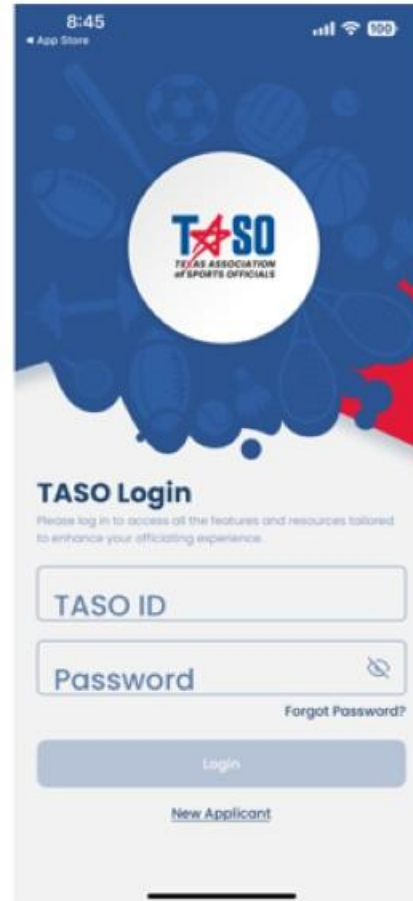 8:45
100
App Store
TASO
TEXAS ASSOCIATION
of SPORTS OFFICIALS
TASO Login
Please log in to access all the features and resources tailored
to enhance your officiating experience.
TASO ID
Password
Forgot Password?
Login
New Applicant